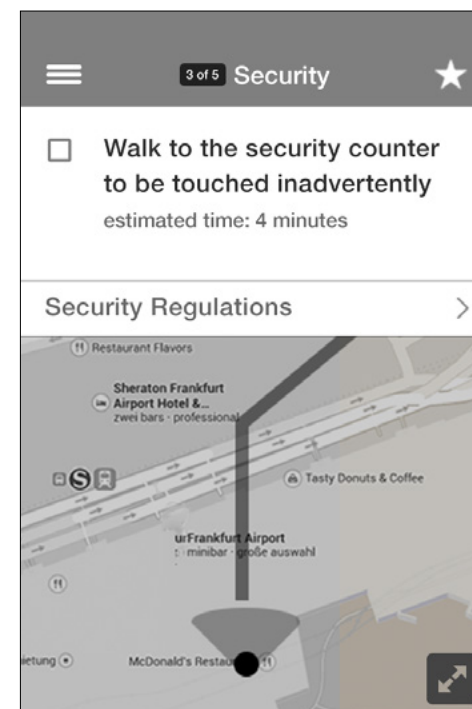 3 of 5 Security
Walk to the security counter
to be touched inadvertently
estimated time: 4 minutes
Security Regulations
Restaurant Flavors
Sheraton Frankfurt
Airport Hotel &...
zwei bars · professional
S
Tasty Donuts & Coffee
urFrankfurt Airport
minibar · große auswahl
ietung
McDonald's Restau